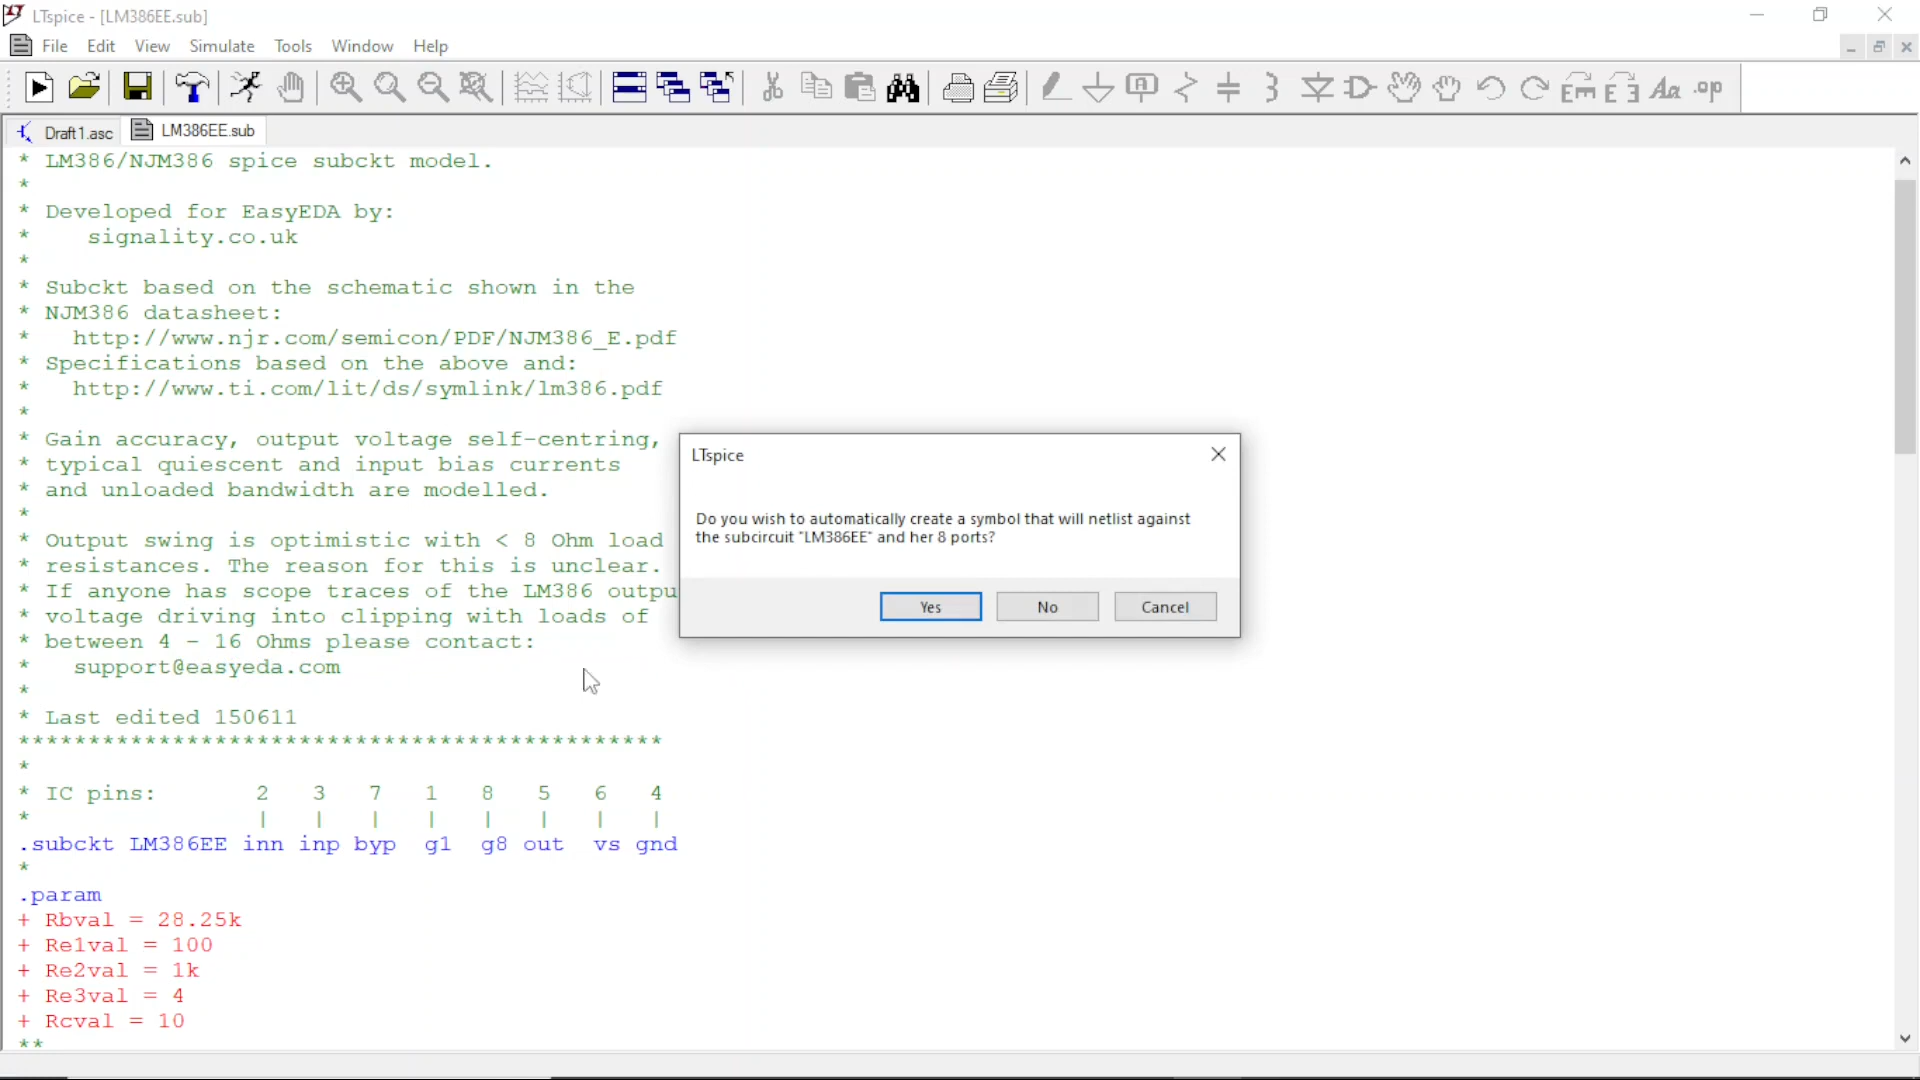 LTspice - [LM386EE.sub]
File Edit View Simulate Tools Window Help
Aa .op
Draft1.asc LM386EE.sub
* LM386/NJM386 spice subckt model.
*
* Developed for EasyEDA by:
* signality.co.uk
*
* Subckt based on the schematic shown in the
* NJM386 datasheet:
* http://www.njr.com/semicon/PDF/NJM386_E.pdf
* Specifications based on the above and:
* http://www.ti.com/lit/ds/symlink/lm386.pdf
*
* Gain accuracy, output voltage self-centring,
* typical quiescent and input bias currents
* and unloaded bandwidth are modelled.
*
* Output swing is optimistic with < 8 Ohm load
* resistances. The reason for this is unclear.
* If anyone has scope traces of the LM386 outpu
* voltage driving into clipping with loads of
* between 4 - 16 Ohms please contact:
* support@easyeda.com
*
* Last edited 150611
**********************************************
*
* IC pins: 2 3 7 1 8 5 6 4
* | | | | | | | |
.subckt LM386EE inn inp byp g1 g8 out vs gnd
*
.param
+ Rbval = 28.25k
+ Re1val = 100
+ Re2val = 1k
+ Re3val = 4
+ Rcval = 10
**
LTspice
Do you wish to automatically create a symbol that will netlist against
the subcircuit "LM386EE" and her 8 ports?
Yes No Cancel